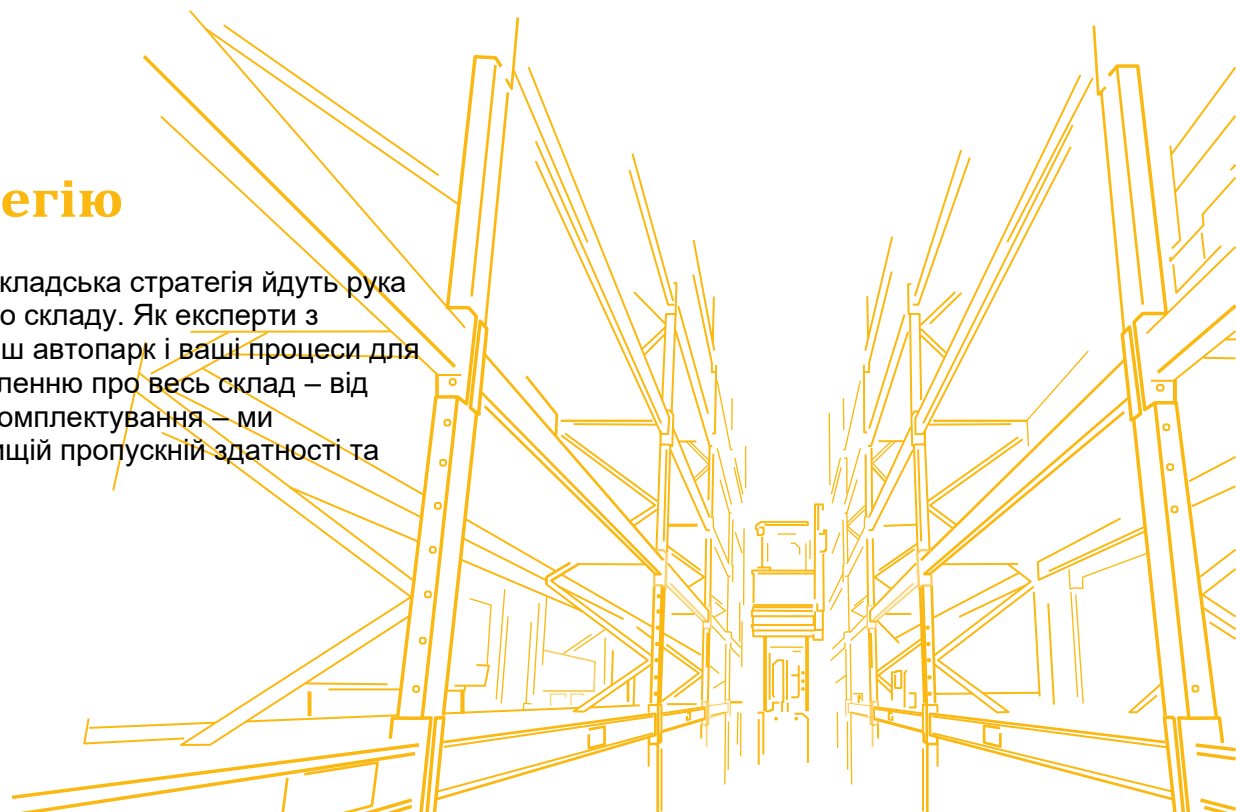 егію
кладська стратегія йдуть рука
о складу. Як експерти з
ш автопарк і ваші процеси для
ленню про весь склад – від
омплектування – ми
ищій пропускній здатності та